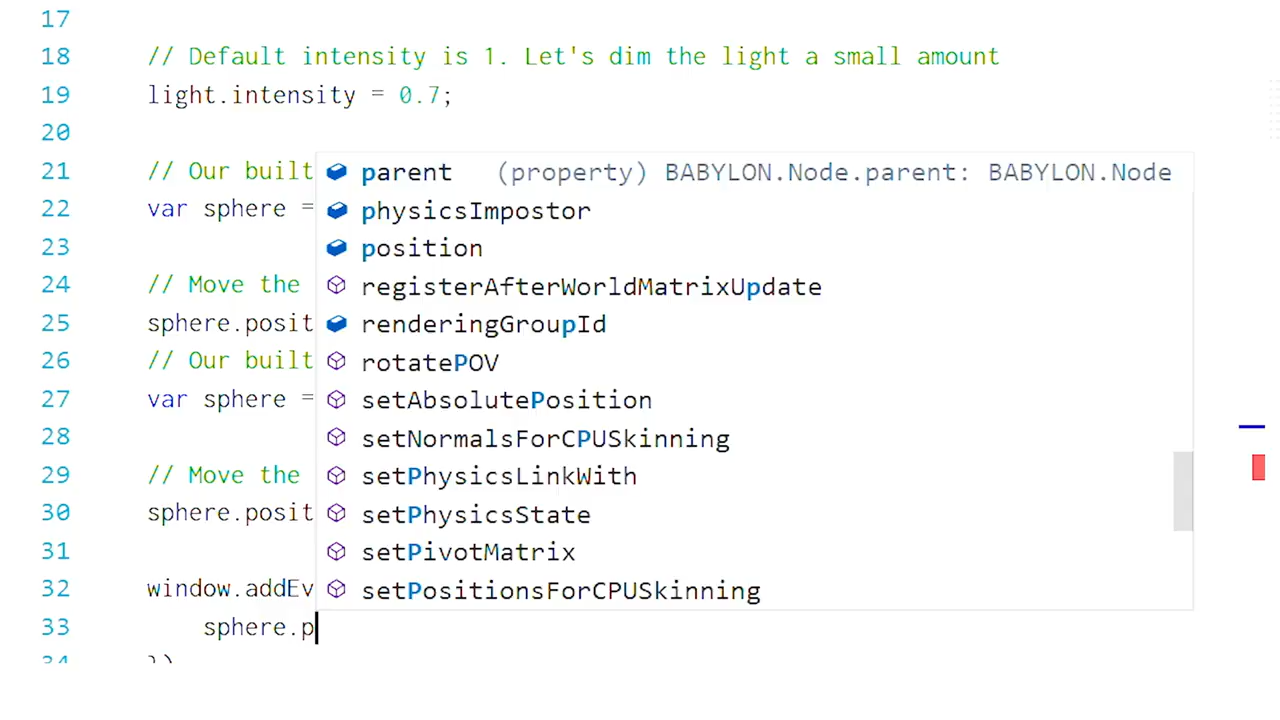 17
18 // Default intensity is 1. Let's dim the light a small amount
19 light.intensity = 0.7;
20
21 // Our built
parent (property) BABYLON.Node.parent: BABYLON.Node
22 var sphere =
physicsImpostor
23
position
24 // Move the
registerAfterWorldMatrixUpdate
25 sphere.posit
renderingGroupId
26 // Our built
rotatePOV
27 var sphere =
setAbsolutePosition
28
setNormalsForCPUSkinning
29 // Move the
setPhysicsLinkWith
30 sphere.posit
setPhysicsState
31
setPivotMatrix
32 window.addEv
setPositionsForCPUSkinning
33 sphere.p
34 })